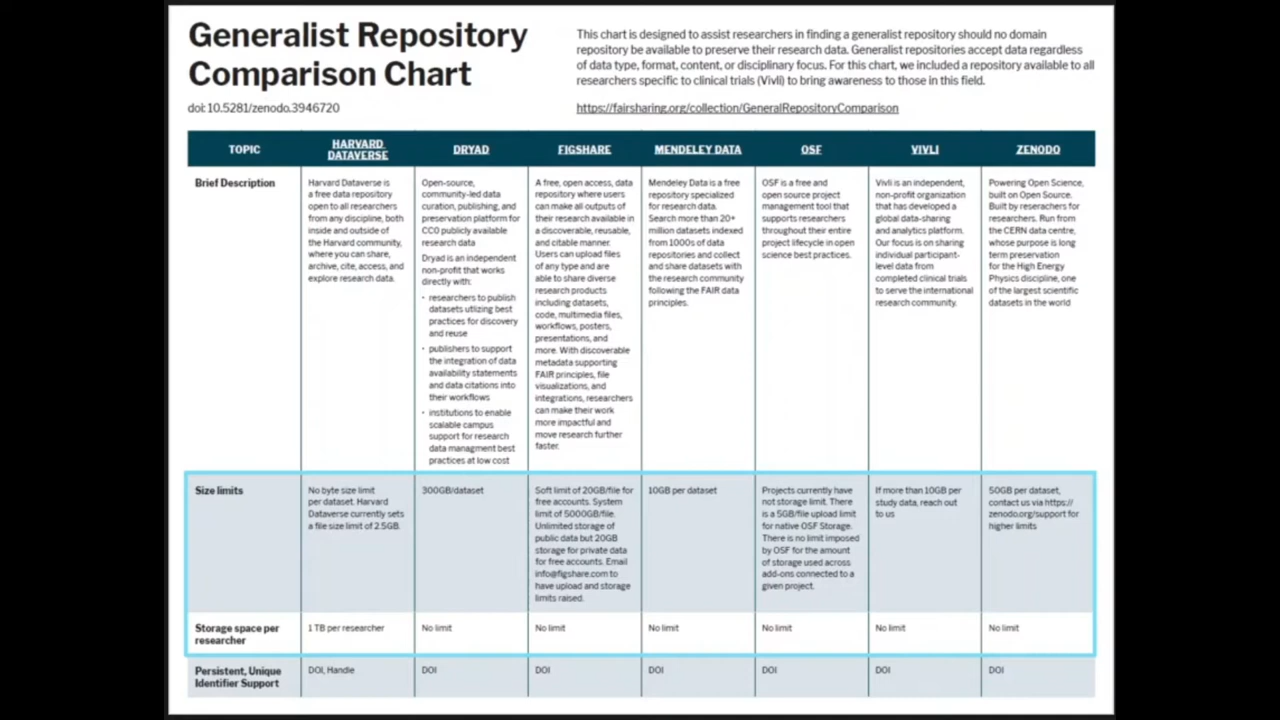 Generalist Repository
Comparison Chart
doi: 10.5281/zenodo.3946720
This chart is designed to assist researchers in finding a generalist repository should no domain
repository be available to preserve their research data. Generalist repositories accept data regardless
of data type, format, content, or disciplinary focus. For this chart, we included a repository available to all
researchers specific to clinical trials (Vivli) to bring awareness to those in this field.
https://fairsharing.org/collection/GeneralRepositoryComparison
TOPIC
HARVARD
DATAVERSE
DRYAD
FIGSHARE
MENDELEY DATA
OSF
VIVLI
ZENODO
Brief Description
Harvard Dataverse is
a free data repository
open to all researchers
from any discipline, both
inside and outside of
the Harvard community,
where you can share,
archive, cite, access, and
explore research data.
Open-source,
community-led data
curation, publishing, and
preservation platform for
CC0 publicly available
research data
Dryad is an independent
non-profit that works
directly with:
• researchers to publish
datasets utlizing best
practices for discovery
and reuse
• publishers to support
the integration of data
availability statements
and data citations into
their workflows
• institutions to enable
scalable campus
support for research
data managment best
practices at low cost
A free, open access, data
repository where users
can make all outputs of
their research available in
a discoverable, reusable,
and citable manner.
Users can upload files
of any type and are
able to share diverse
research products
including datasets,
code, multimedia files,
workflows, posters,
presentations, and
more. With discoverable
metadata supporting
FAIR principles, file
visualizations, and
integrations, researchers
can make their work
more impactful and
move research further
faster.
Mendeley Data is a free
repository specialized
for research data.
Search more than 20+
million datasets indexed
from 1000s of data
repositories and collect
and share datasets with
the research community
following the FAIR data
principles.
OSF is a free and
open source project
management tool that
supports researchers
throughout their entire
project lifecycle in open
science best practices.
Vivli is an independent,
non-profit organization
that has developed a
global data-sharing
and analytics platform.
Our focus is on sharing
individual participant-
level data from
completed clinical trials
to serve the international
research community.
Powering Open Science,
built on Open Source.
Built by reserachers for
researchers. Run from
the CERN data centre,
whose purpose is long
term preservation
for the High Energy
Physics discipline, one
of the largest scientific
datasets in the world
Size limits
No byte size limit
per dataset. Harvard
Dataverse currently sets
a file size limit of 2.5GB.
300GB/dataset
Soft limit of 20GB/file for
free accounts. System
limit of 5000GB/file.
Unlimited storage of
public data but 20GB
storage for private data
for free accounts. Email
info@figshare.com to
have upload and storage
limits raised.
10GB per dataset
Projects currently have
not storage limit. There
is a 5GB/file upload limit
for native OSF Storage.
There is no limit imposed
by OSF for the amount
of storage used across
add-ons connected to a
given project.
If more than 10GB per
study data, reach out
to us
50GB per dataset,
contact us via https://
zenodo.org/support for
higher limits
Storage space per
researcher
1 TB per researcher
No limit
No limit
No limit
No limit
No limit
No limit
Persistent, Unique
Identifier Support
DOI, Handle
DOI
DOI
DOI
DOI
DOI
DOI